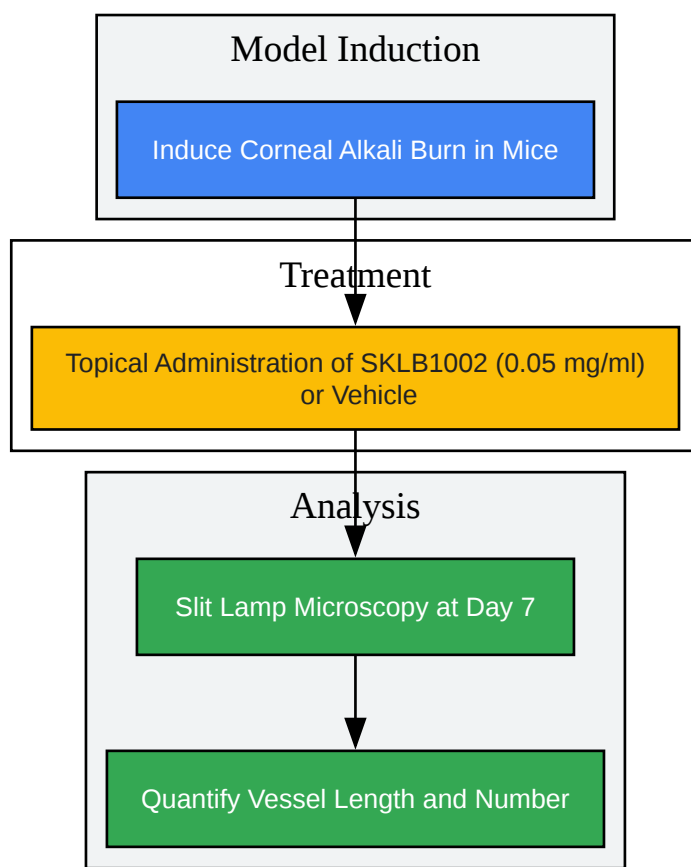 Model Induction
Induce Corneal Alkali Burn in Mice
Treatment
Topical Administration of SKLB1002 (0.05 mg/ml)
or Vehicle
Analysis
Slit Lamp Microscopy at Day 7
Quantify Vessel Length and Number